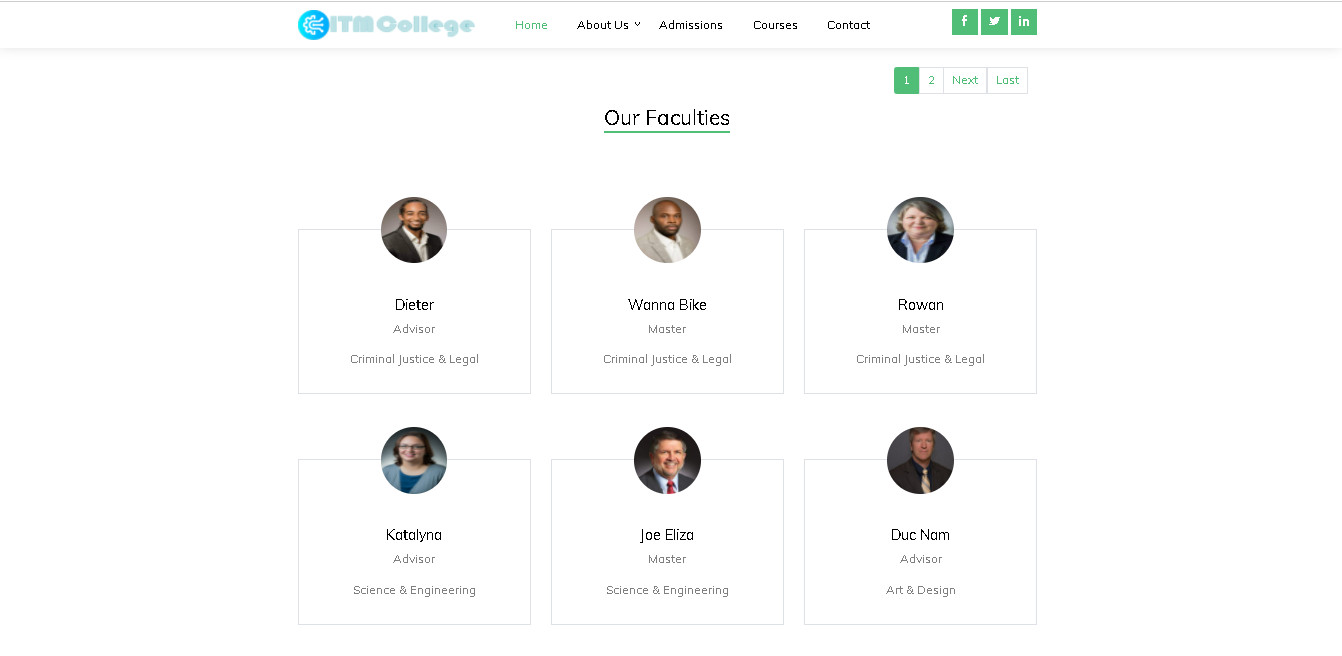 ITM College
Home About Us Admissions Courses Contact
1 2 Next Last
Our Faculties
Dieter
Advisor
Criminal Justice & Legal
Wanna Bike
Master
Criminal Justice & Legal
Rowan
Master
Criminal Justice & Legal
Katalyna
Advisor
Science & Engineering
Joe Eliza
Master
Science & Engineering
Duc Nam
Advisor
Art & Design